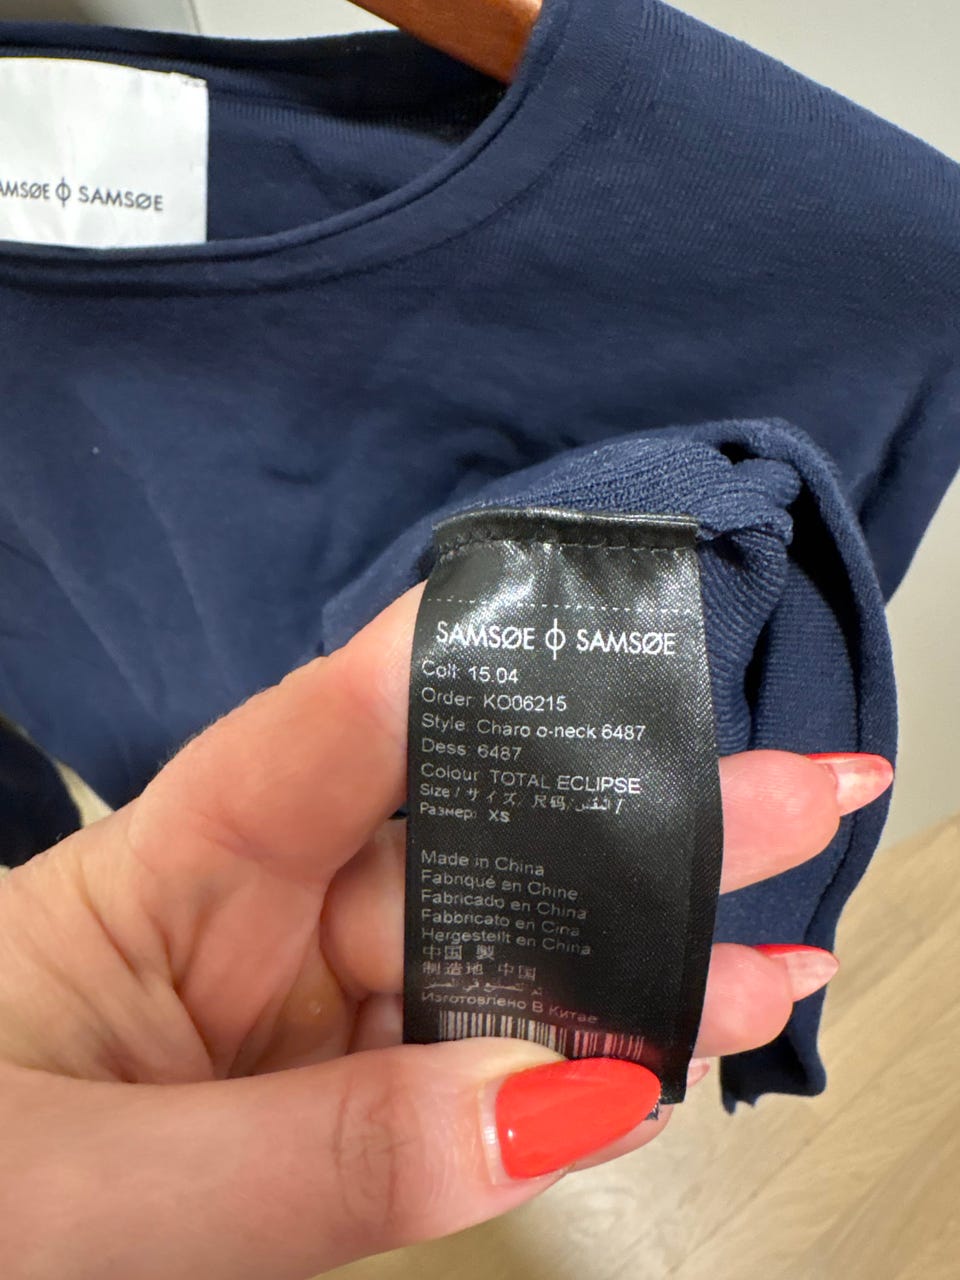 AMSØE ϕ SAMSØE
SAMSØE ϕ SAMSØE
Coll: 15.04
Order: KO06215
Style: Charo o-neck 6487
Dess: 6487
Colour: TOTAL ECLIPSE
Size / サイズ 尺码 /
Размер: XS
Made in China
Fabriqué en Chine
Fabricado en China
Fabbricato en Cina
Hergestellt en China
中国 製
制造地 中国
Изготовлено В Китае